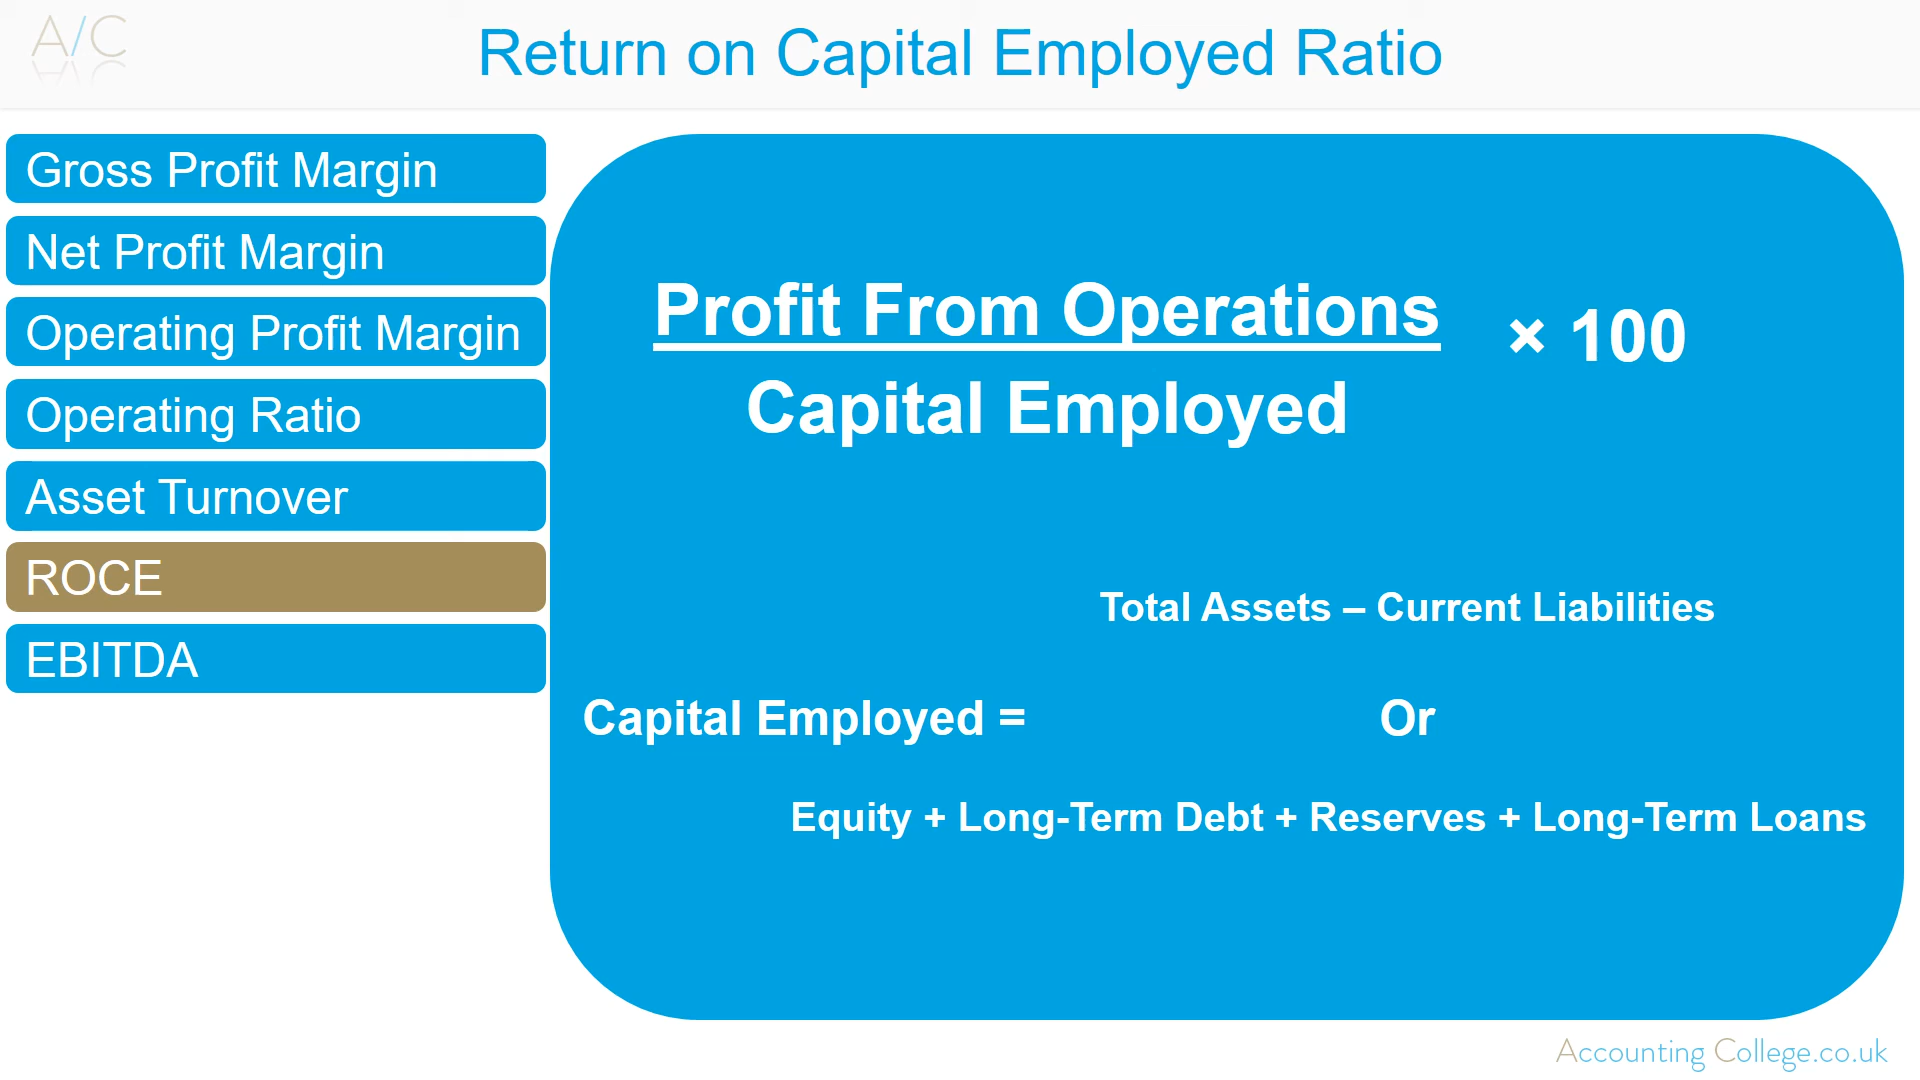 A/C
Return on Capital Employed Ratio
Gross Profit Margin
Net Profit Margin
Operating Profit Margin
Operating Ratio
Asset Turnover
ROCE
EBITDA
Profit From Operations
× 100
Capital Employed
Total Assets – Current Liabilities
Capital Employed =
Or
Equity + Long-Term Debt + Reserves + Long-Term Loans
Accounting College.co.uk